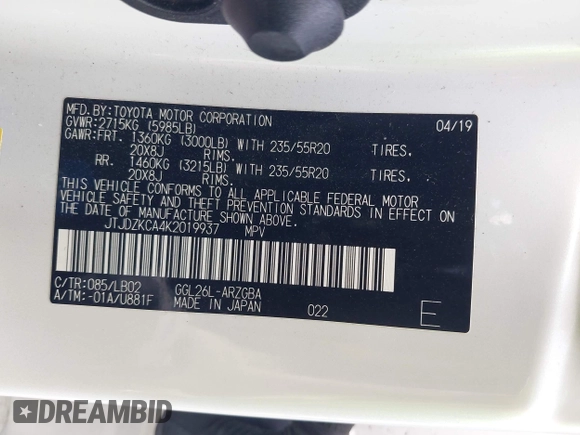 MFD.BY:TOYOTA MOTOR CORPORATION 04/19
GVWR:2715KG (5985LB)
GAWR:FRT. 1360KG (3000LB) WITH 235/55R20 TIRES.
20X8J RIMS.
RR. 1460KG (3215LB) WITH 235/55R20 TIRES.
20X8J RIMS.
THIS VEHICLE CONFORMS TO ALL APPLICABLE FEDERAL MOTOR
VEHICLE SAFETY AND THEFT PREVENTION STANDARDS IN EFFECT ON
THE DATE OF MANUFACTURE SHOWN ABOVE.
JTJDZKCA4K2019937 MPV
C/TR:085/LB02 GGL26L-ARZGBA
A/TM:-01A/U881F MADE IN JAPAN 022 E
DREAMBID